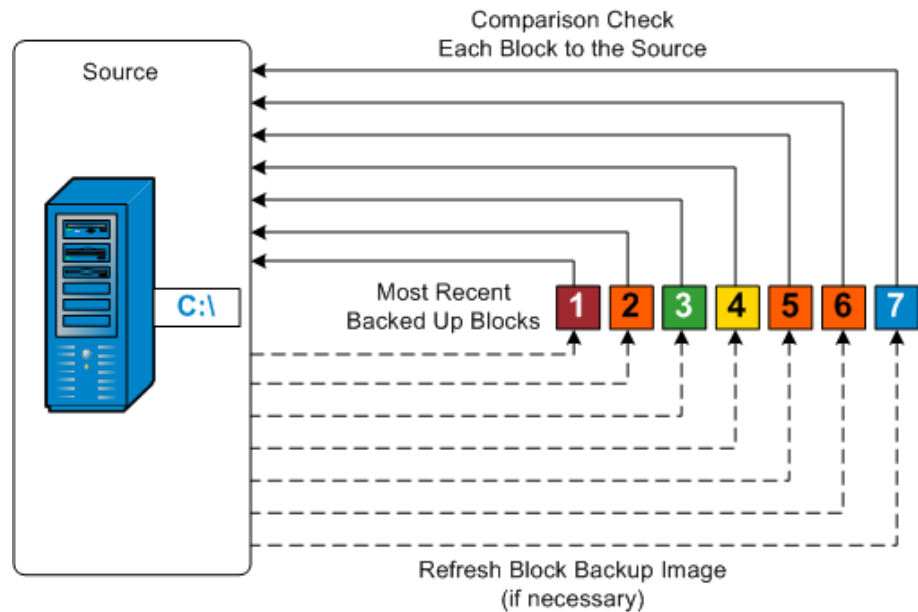 Comparison Check
Each Block to the Source
Source
C:\
Most Recent
Backed Up Blocks
1 2 3 4 5 6 7
Refresh Block Backup Image
(if necessary)